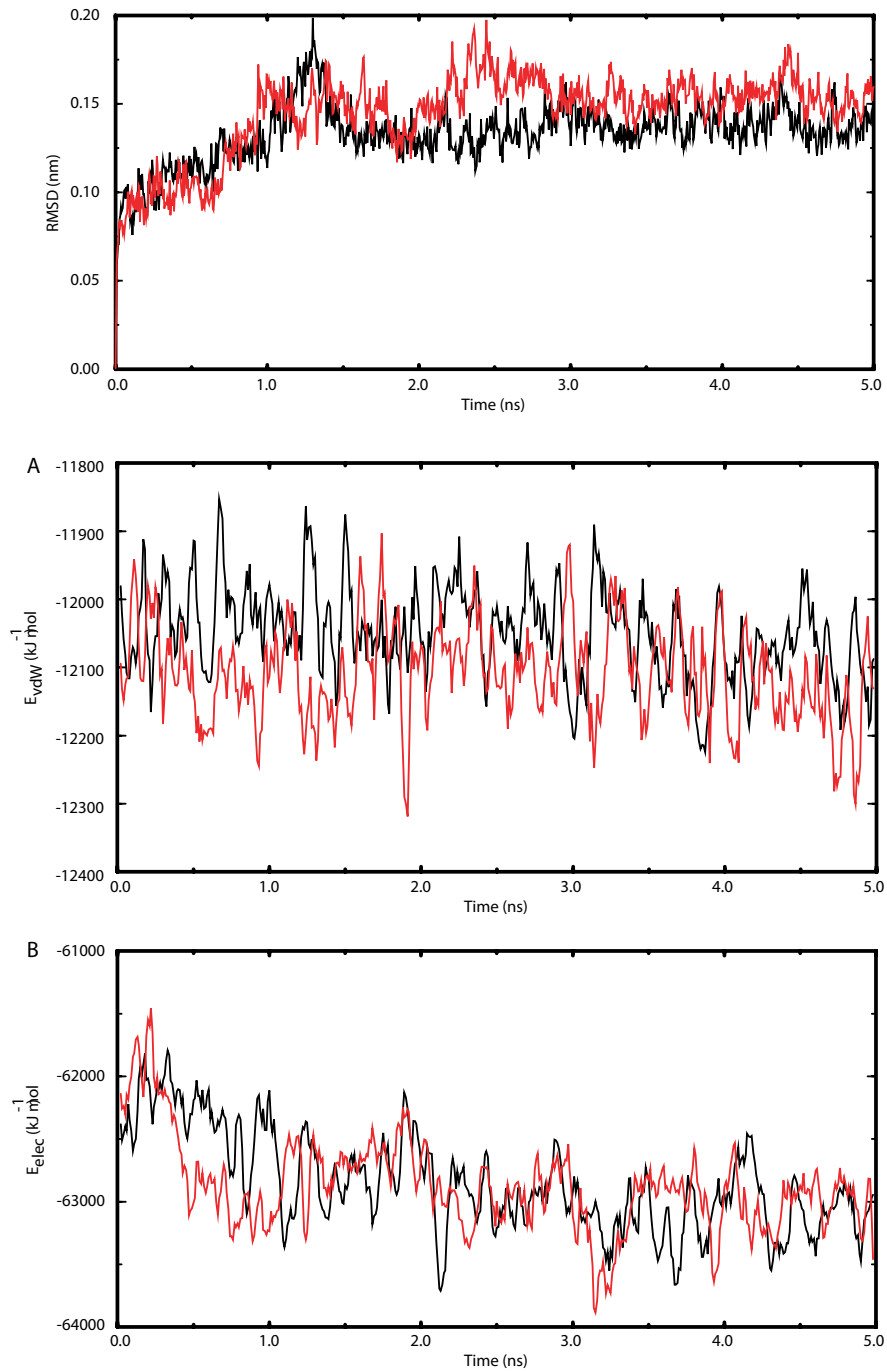 0.20
0.15
0.10
0.05
0.00
RMSD (nm)
0.0 1.0 2.0 3.0 4.0 5.0
Time (ns)
A
-11800
-11900
-12000
-12100
-12200
-12300
-12400
EvdW (kJ mol-1)
0.0 1.0 2.0 3.0 4.0 5.0
Time (ns)
B
-61000
-62000
-63000
-64000
Eelec (kJ mol-1)
0.0 1.0 2.0 3.0 4.0 5.0
Time (ns)